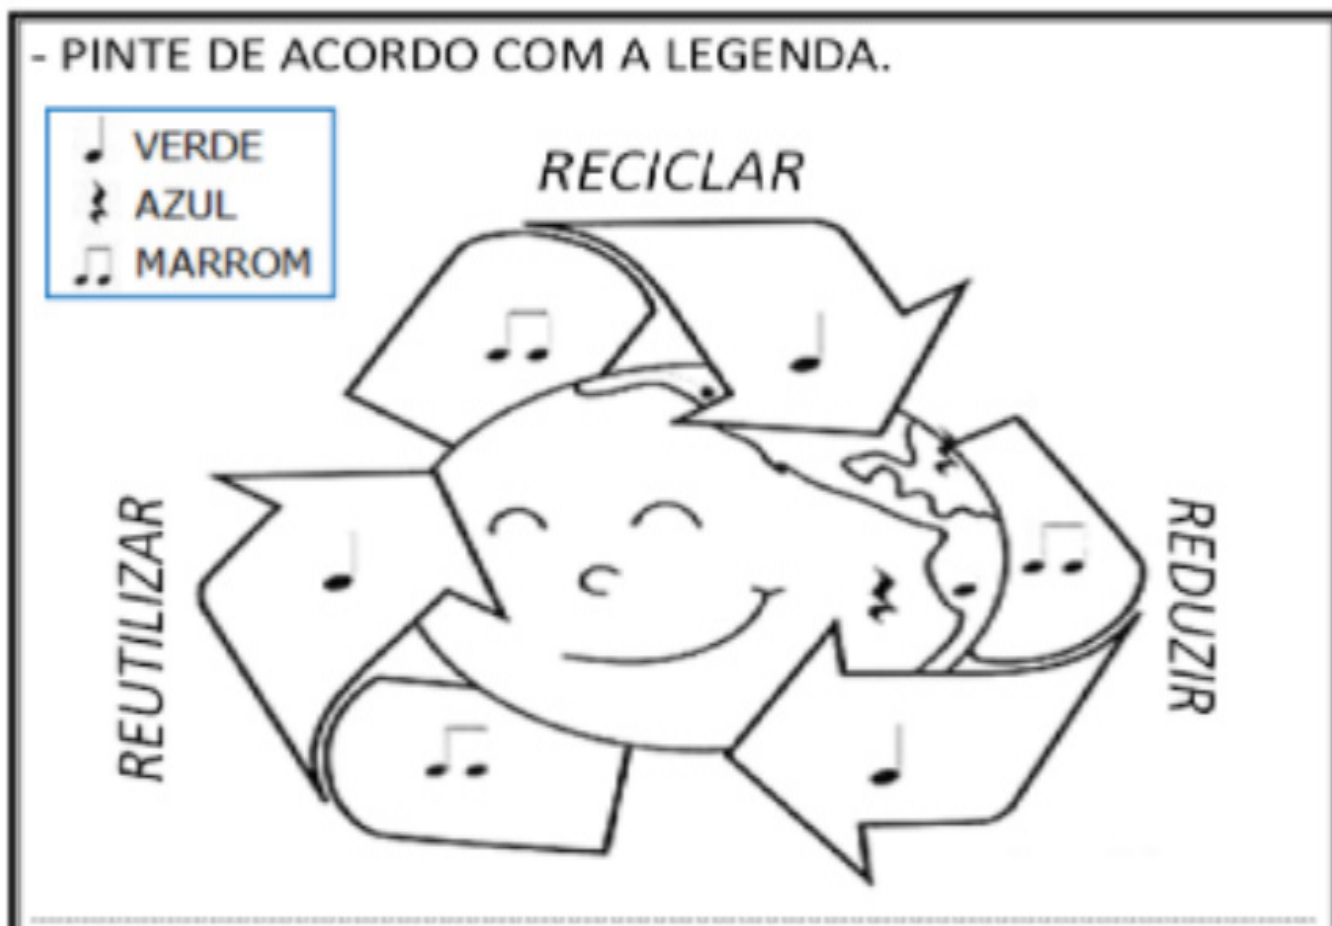 - PINTE DE ACORDO COM A LEGENDA.
VERDE
AZUL
MARROM
RECICLAR
REUTILIZAR
REDUZIR